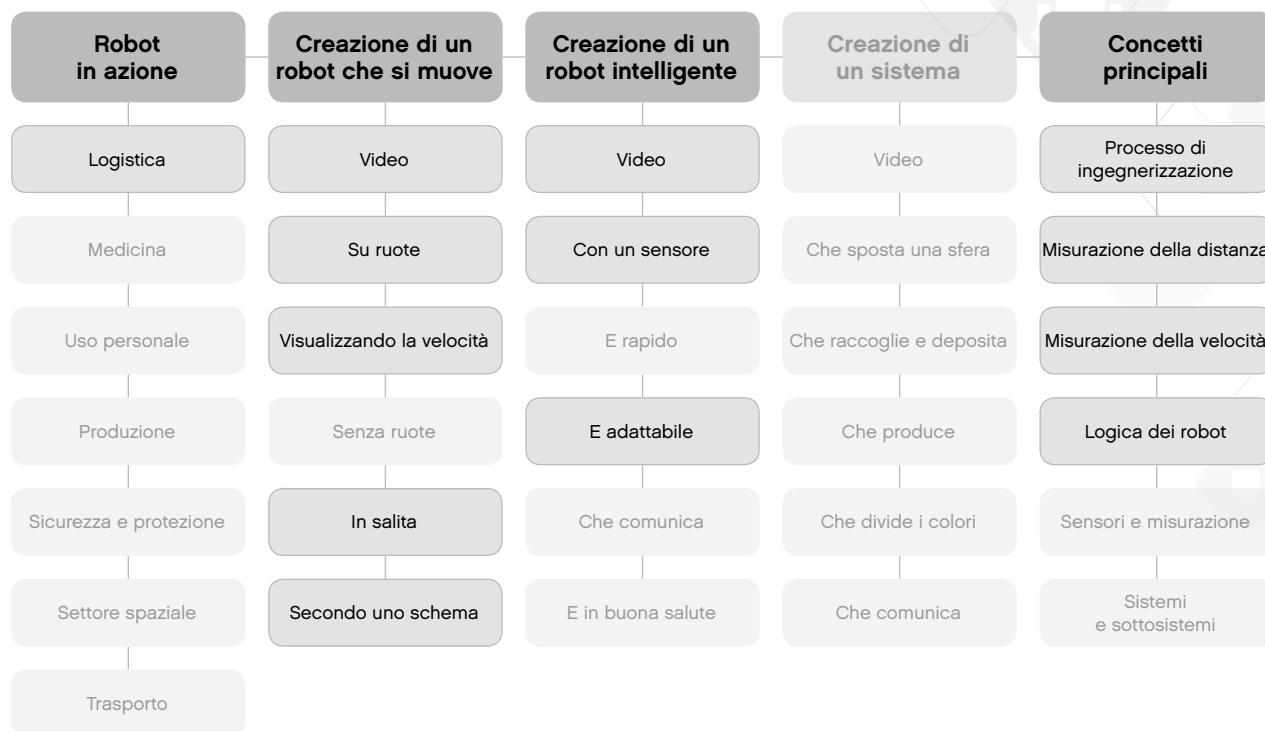 Robot
in azione
Creazione di un
robot che si muove
Creazione di un
robot intelligente
Creazione di
un sistema
Concetti
principali
Logistica
Video
Video
Video
Processo di
ingegnerizzazione
Medicina
Su ruote
Con un sensore
Che sposta una sfera
Misurazione della distanza
Uso personale
Visualizzando la velocità
E rapido
Che raccoglie e deposita
Misurazione della velocità
Produzione
Senza ruote
E adattabile
Che produce
Logica dei robot
Sicurezza e protezione
In salita
Che comunica
Che divide i colori
Sensori e misurazione
Settore spaziale
Secondo uno schema
E in buona salute
Che comunica
Sistemi
e sottosistemi
Trasporto